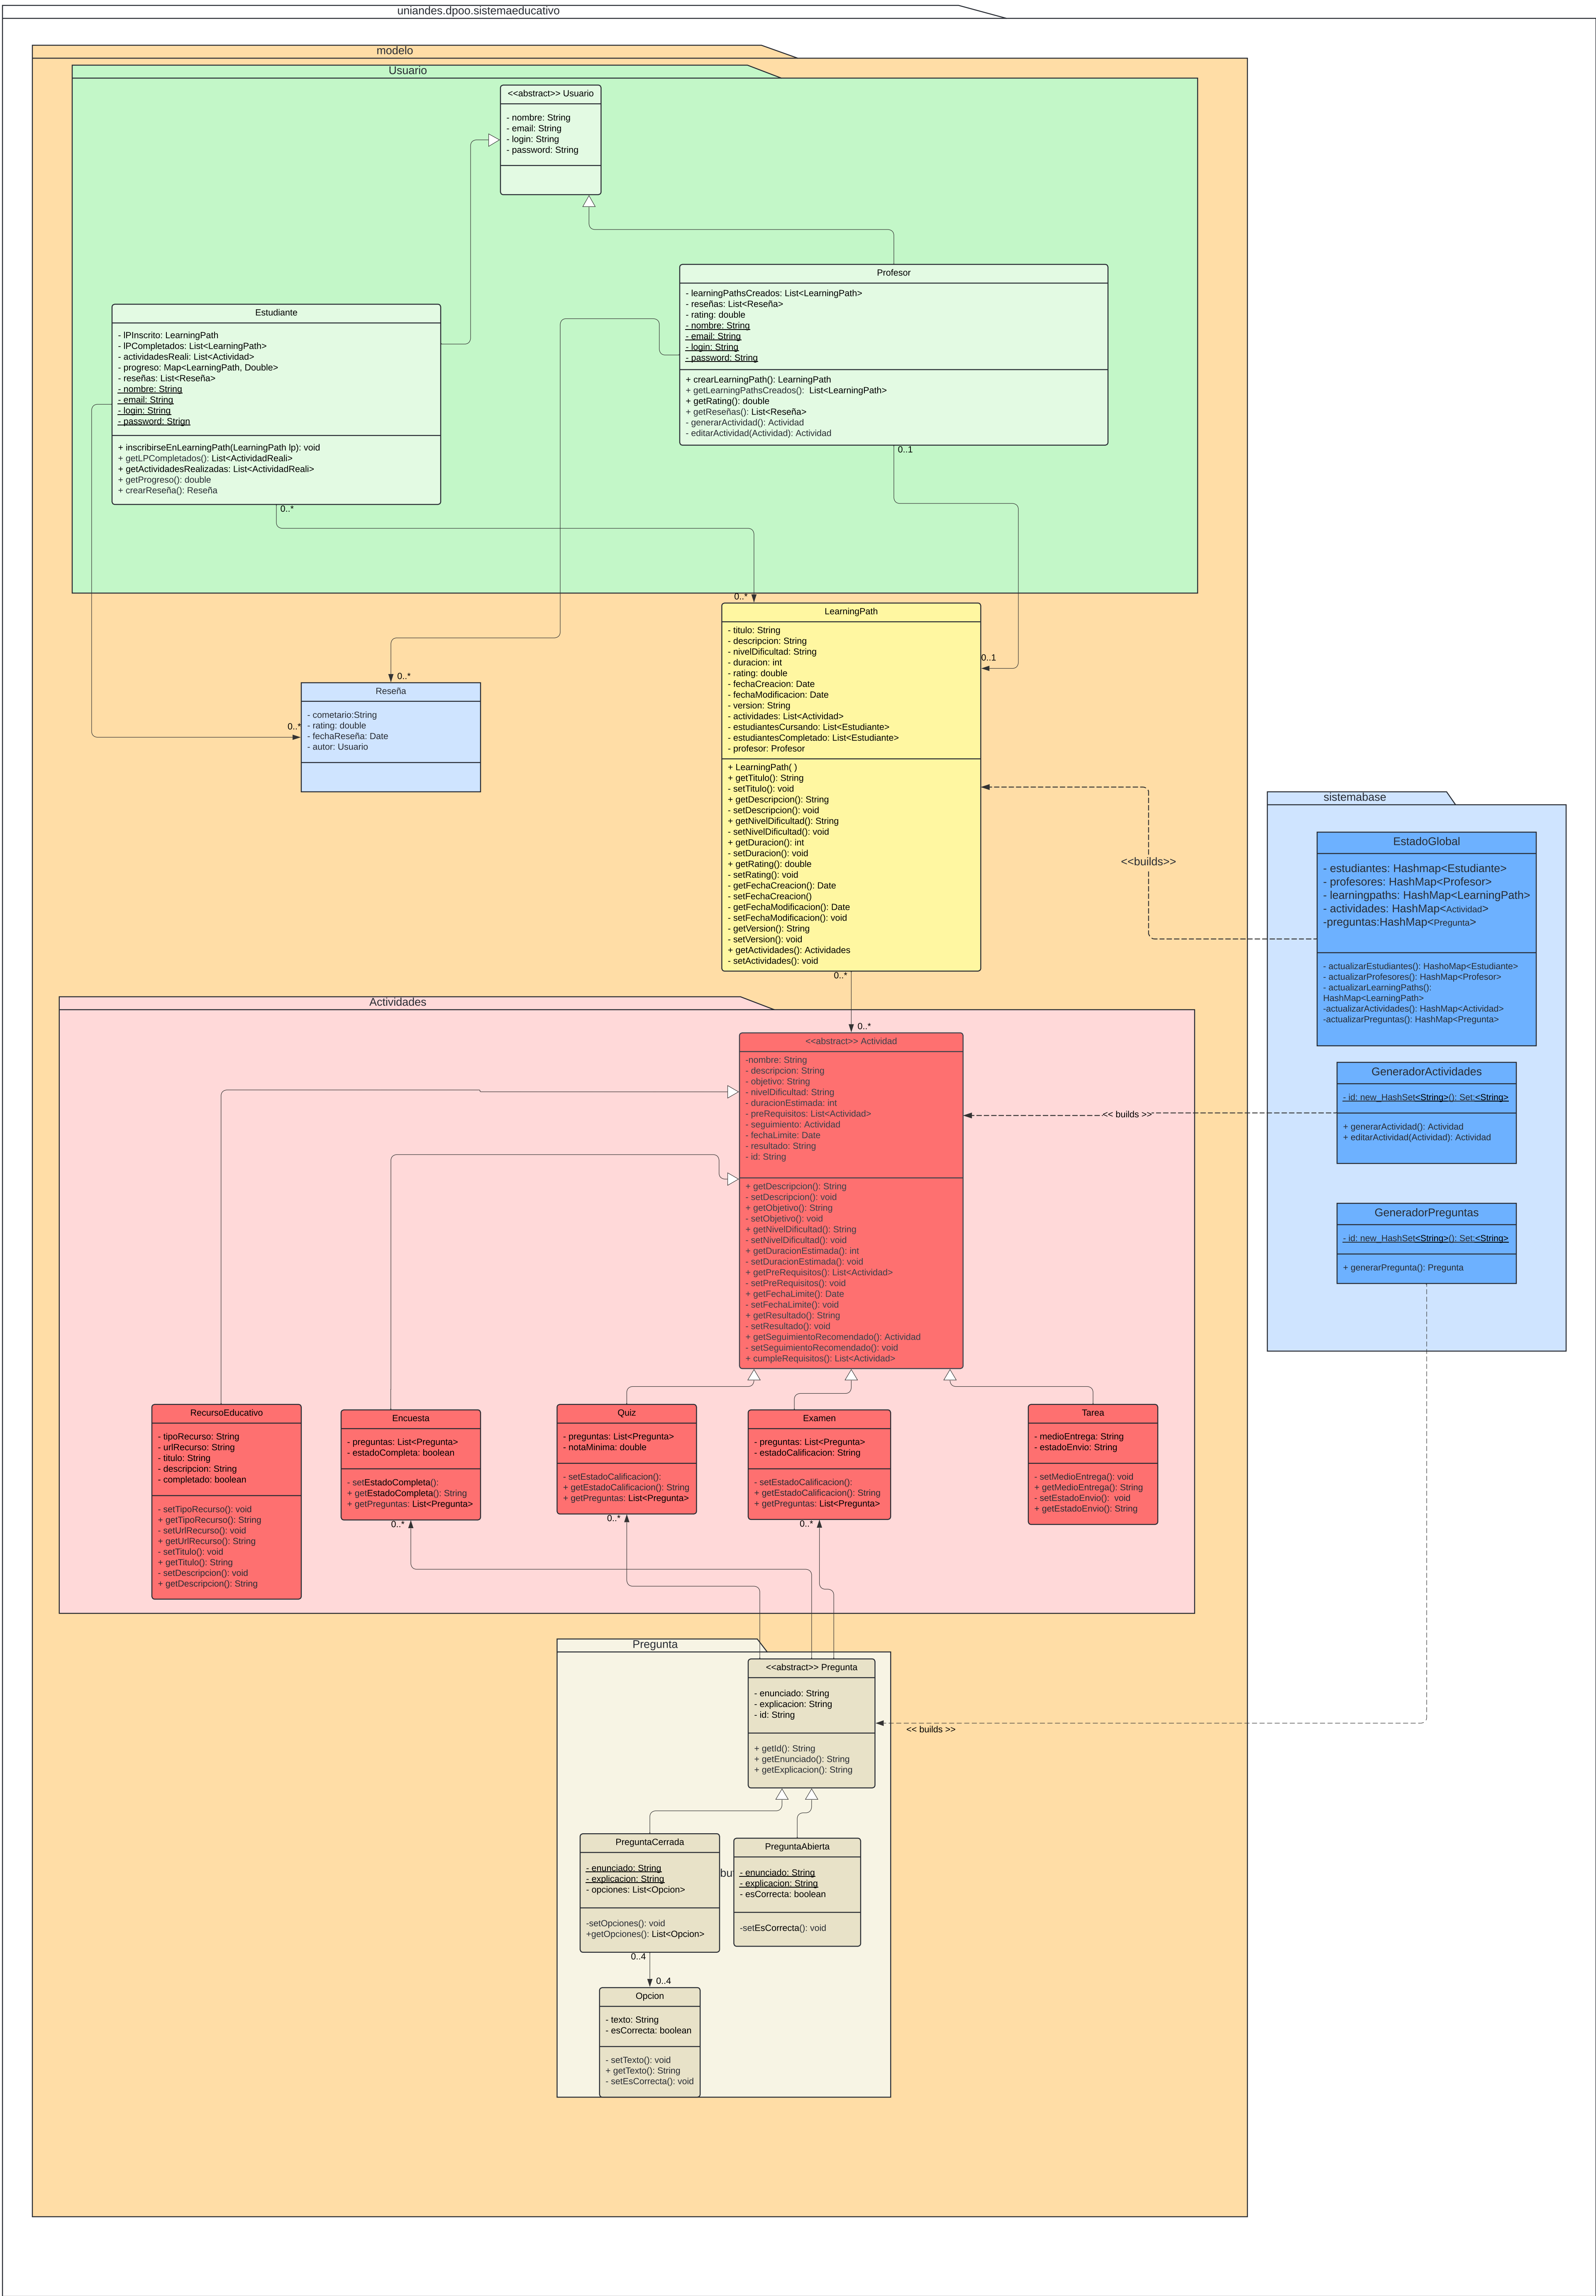 uniandes.dpoo.sistemaeducativo
modelo
Usuario
<<abstract>> Usuario
- nombre: String
- email: String
- login: String
- password: String
Profesor
- learningPathsCreados: List<LearningPath>
- reseñas: List<Reseña>
- rating: double
- nombre: String
- email: String
- login: String
- password: String
+ crearLearningPath(): LearningPath
+ getLearningPathsCreados():  List<LearningPath>
+ getRating(): double
+ getReseñas(): List<Reseña>
- generarActividad(): Actividad
- editarActividad(Actividad): Actividad
0..1
Estudiante
- lPInscrito: LearningPath
- lPCompletados: List<LearningPath>
- actividadesReali: List<Actividad>
- progreso: Map<LearningPath, Double>
- reseñas: List<Reseña>
- nombre: String
- email: String
- login: String
- password: Strign
+ inscribirseEnLearningPath(LearningPath lp): void
+ getLPCompletados(): List<ActividadReali>
+ getActividadesRealizadas: List<ActividadReali>
+ getProgreso(): double
+ crearReseña(): Reseña
0..*
0..*
LearningPath
- titulo: String
- descripcion: String
- nivelDificultad: String
- duracion: int
- rating: double
- fechaCreacion: Date
- fechaModificacion: Date
- version: String
- actividades: List<Actividad>
- estudiantesCursando: List<Estudiante>
- estudiantesCompletado: List<Estudiante>
- profesor: Profesor
+ LearningPath( )
+ getTitulo(): String
- setTitulo(): void
+ getDescripcion(): String
- setDescripcion(): void
+ getNivelDificultad(): String
- setNivelDificultad(): void
+ getDuracion(): int
- setDuracion(): void
+ getRating(): double
- setRating(): void
- getFechaCreacion(): Date
- setFechaCreacion()
- getFechaModificacion(): Date
- setFechaModificacion(): void
- getVersion(): String
- setVersion(): void
+ getActividades(): Actividades
- setActividades(): void
0..1
0..*
0..*
Reseña
- cometario:String
- rating: double
- fechaReseña: Date
- autor: Usuario
0..*
<<builds>>
sistemabase
EstadoGlobal
- estudiantes: Hashmap<Estudiante>
- profesores: HashMap<Profesor>
- learningpaths: HashMap<LearningPath>
- actividades: HashMap<Actividad>
-preguntas:HashMap<Pregunta>
- actualizarEstudiantes(): HashoMap<Estudiante>
- actualizarProfesores(): HashMap<Profesor>
- actualizarLearningPaths():
HashMap<LearningPath>
-actualizarActividades(): HashMap<Actividad>
-actualizarPreguntas(): HashMap<Pregunta>
GeneradorActividades
- id: new_HashSet<String>(): Set:<String>
+ generarActividad(): Actividad
+ editarActividad(Actividad): Actividad
GeneradorPreguntas
- id: new_HashSet<String>(): Set:<String>
+ generarPregunta(): Pregunta
Actividades
0..*
0..*
<<abstract>> Actividad
-nombre: String
- descripcion: String
- objetivo: String
- nivelDificultad: String
- duracionEstimada: int
- preRequisitos: List<Actividad>
- seguimiento: Actividad
- fechaLimite: Date
- resultado: String
- id: String
+ getDescripcion(): String
- setDescripcion(): void
+ getObjetivo(): String
- setObjetivo(): void
+ getNivelDificultad(): String
- setNivelDificultad(): void
+ getDuracionEstimada(): int
- setDuracionEstimada(): void
+ getPreRequisitos(): List<Actividad>
- setPreRequisitos(): void
+ getFechaLimite(): Date
- setFechaLimite(): void
+ getResultado(): String
- setResultado(): void
+ getSeguimientoRecomendado(): Actividad
- setSeguimientoRecomendado(): void
+ cumpleRequisitos(): List<Actividad>
<< builds >>
RecursoEducativo
- tipoRecurso: String
- urlRecurso: String
- titulo: String
- descripcion: String
- completado: boolean
- setTipoRecurso(): void
+ getTipoRecurso(): String
- setUrlRecurso(): void
+ getUrlRecurso(): String
- setTitulo(): void
+ getTitulo(): String
- setDescripcion(): void
+ getDescripcion(): String
Encuesta
- preguntas: List<Pregunta>
- estadoCompleta: boolean
- setEstadoCompleta():
+ getEstadoCompleta(): String
+ getPreguntas: List<Pregunta>
0..*
Quiz
- preguntas: List<Pregunta>
- notaMinima: double
- setEstadoCalificacion():
+ getEstadoCalificacion(): String
+ getPreguntas: List<Pregunta>
0..*
Examen
- preguntas: List<Pregunta>
- estadoCalificacion: String
- setEstadoCalificacion():
+ getEstadoCalificacion(): String
+ getPreguntas: List<Pregunta>
0..*
Tarea
- medioEntrega: String
- estadoEnvio: String
- setMedioEntrega(): void
+ getMedioEntrega(): String
- setEstadoEnvio():  void
+ getEstadoEnvio(): String
Pregunta
<<abstract>> Pregunta
- enunciado: String
- explicacion: String
- id: String
+ getId(): String
+ getEnunciado(): String
+ getExplicacion(): String
<< builds >>
PreguntaCerrada
- enunciado: String
- explicacion: String
- opciones: List<Opcion>
-setOpciones(): void
+getOpciones(): List<Opcion>
PreguntaAbierta
- enunciado: String
- explicacion: String
- esCorrecta: boolean
-setEsCorrecta(): void
0..4
0..4
Opcion
- texto: String
- esCorrecta: boolean
- setTexto(): void
+ getTexto(): String
- setEsCorrecta(): void